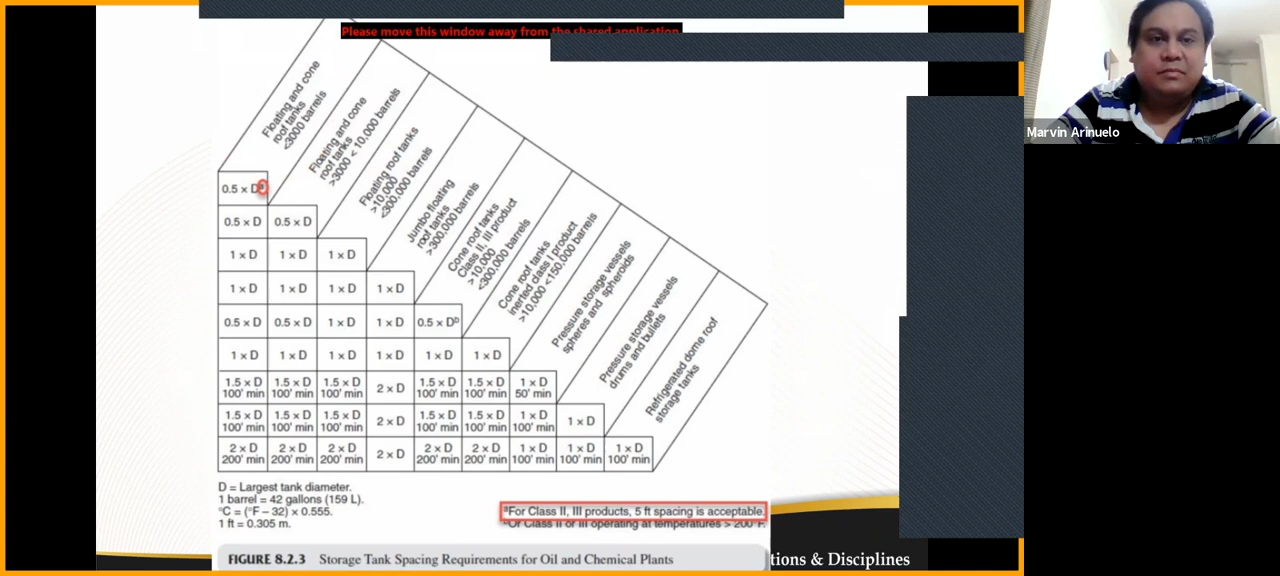 Please move this window away from the shared application
Marvin Arinuelo
Floating and cone
roof tanks
<3000 barrels
Floating and cone
roof tanks
>3000 < 10,000 barrels
Floating roof tanks
>10,000
<300,000 barrels
Jumbo floating
roof tanks
>300,000 barrels
Cone roof tanks
Class II, III product
>10,000
<300,000 barrels
Cone roof tanks
inerted class I product
>10,000 <150,000 barrels
Pressure storage vessels
spheres and spheroids
Pressure storage vessels
drums and bullets
Refrigerated dome roof
storage tanks
0.5 × Dᵃ
0.5 × D 0.5 × D
1 × D 1 × D 1 × D
1 × D 1 × D 1 × D 1 × D
0.5 × D 0.5 × D 1 × D 1 × D 0.5 × Dᵇ
1 × D 1 × D 1 × D 1 × D 1 × D 1 × D
1.5 × D 1.5 × D 1.5 × D 2 × D 1.5 × D 1.5 × D 1 × D
100' min 100' min 100' min 100' min 100' min 50' min
1.5 × D 1.5 × D 1.5 × D 2 × D 1.5 × D 1.5 × D 1 × D 1 × D
100' min 100' min 100' min 100' min 100' min 100' min
2 × D 2 × D 2 × D 2 × D 2 × D 2 × D 1 × D 1 × D 1 × D
200' min 200' min 200' min 200' min 200' min 100' min 100' min 100' min
D = Largest tank diameter.
1 barrel = 42 gallons (159 L).
°C = (°F – 32) × 0.555.
1 ft = 0.305 m.
ᵃFor Class II, III products, 5 ft spacing is acceptable.
ᵇOr Class II or III operating at temperatures > 200°F.
FIGURE 8.2.3 Storage Tank Spacing Requirements for Oil and Chemical Plants
tions & Disciplines